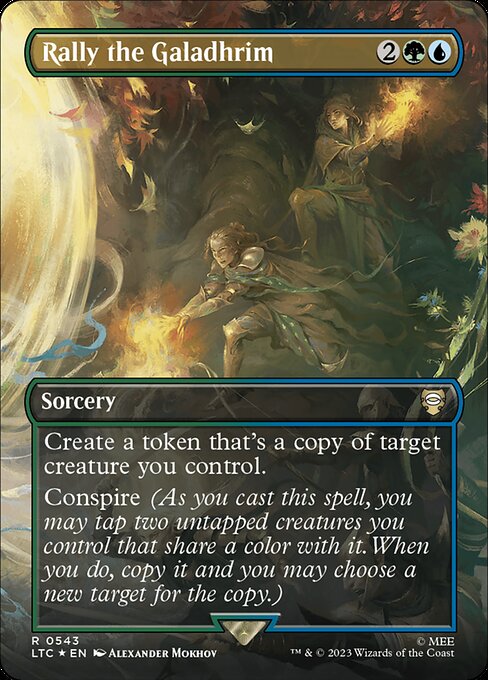 Rally the Galadhrim 2
Sorcery
Create a token that's a copy of target
creature you control.
Conspire (As you cast this spell, you
may tap two untapped creatures you
control that share a color with it. When
you do, copy it and you may choose a
new target for the copy.)
R 0543
LTC ★ EN Alexander Mokhov
© MEE
™ & © 2023 Wizards of the Coast